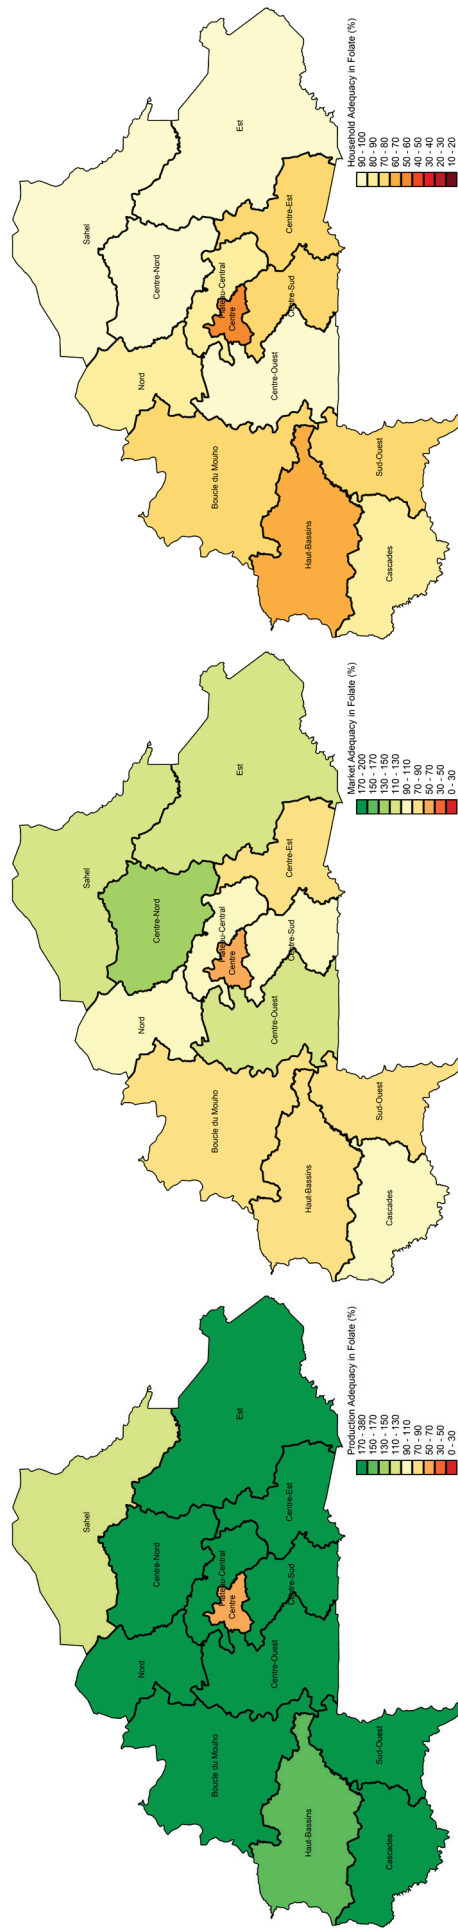 Sahel
Nord
Centre-Nord
Est
Boucle du Mouho
Plateau-Central
Centre
Centre-Ouest
Centre-Sud
Centre-Est
Haut-Bassins
Sud-Ouest
Cascades
Production Adequacy in Folate (%)
170 - 380
150 - 170
130 - 150
110 - 130
90 - 110
70 - 90
50 - 70
30 - 50
0 - 30
Sahel
Nord
Centre-Nord
Est
Boucle du Mouho
Plateau-Central
Centre
Centre-Ouest
Centre-Sud
Centre-Est
Haut-Bassins
Sud-Ouest
Cascades
Market Adequacy in Folate (%)
170 - 200
150 - 170
130 - 150
110 - 130
90 - 110
70 - 90
50 - 70
30 - 50
0 - 30
Sahel
Nord
Centre-Nord
Est
Boucle du Mouho
Plateau-Central
Centre
Centre-Ouest
Centre-Sud
Centre-Est
Haut-Bassins
Sud-Ouest
Cascades
Household Adequacy in Folate (%)
90 - 100
80 - 90
70 - 80
60 - 70
50 - 60
40 - 50
30 - 40
20 - 30
10 - 20